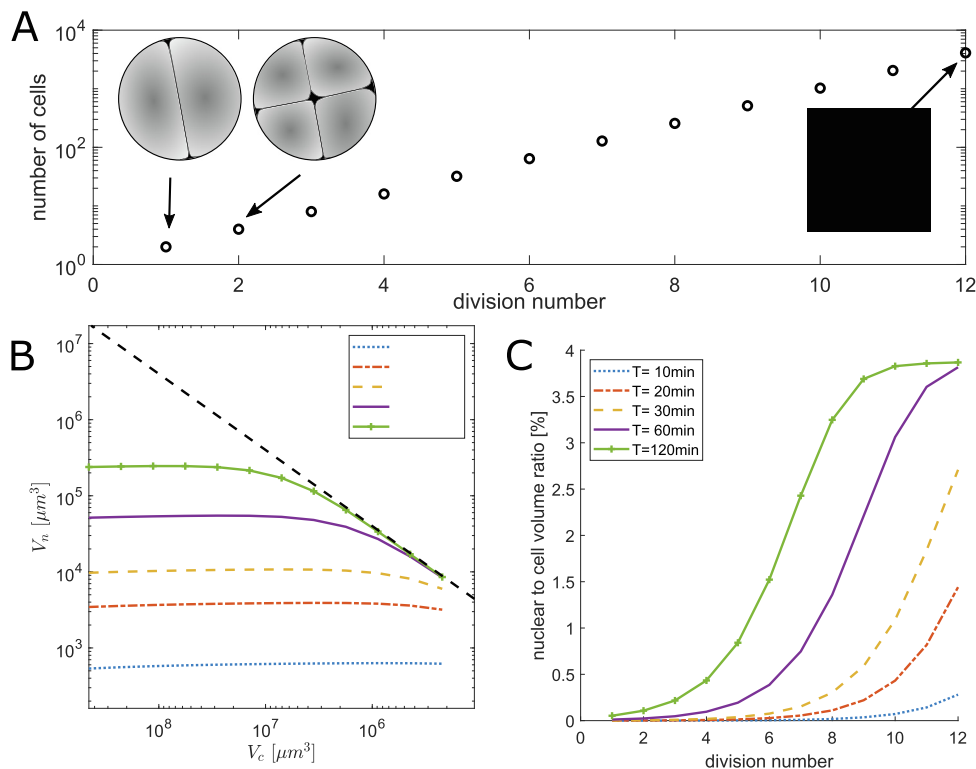 A
number of cells
10^4
10^2
10^0
0 2 4 6 8 10 12
division number
B
V_n [μm^3]
10^7
10^6
10^5
10^4
10^3
10^8 10^7 10^6
V_c [μm^3]
C
nuclear to cell volume ratio [%]
4
3.5
3
2.5
2
1.5
1
0.5
0
T= 10min
T= 20min
T= 30min
T= 60min
T=120min
0 2 4 6 8 10 12
division number